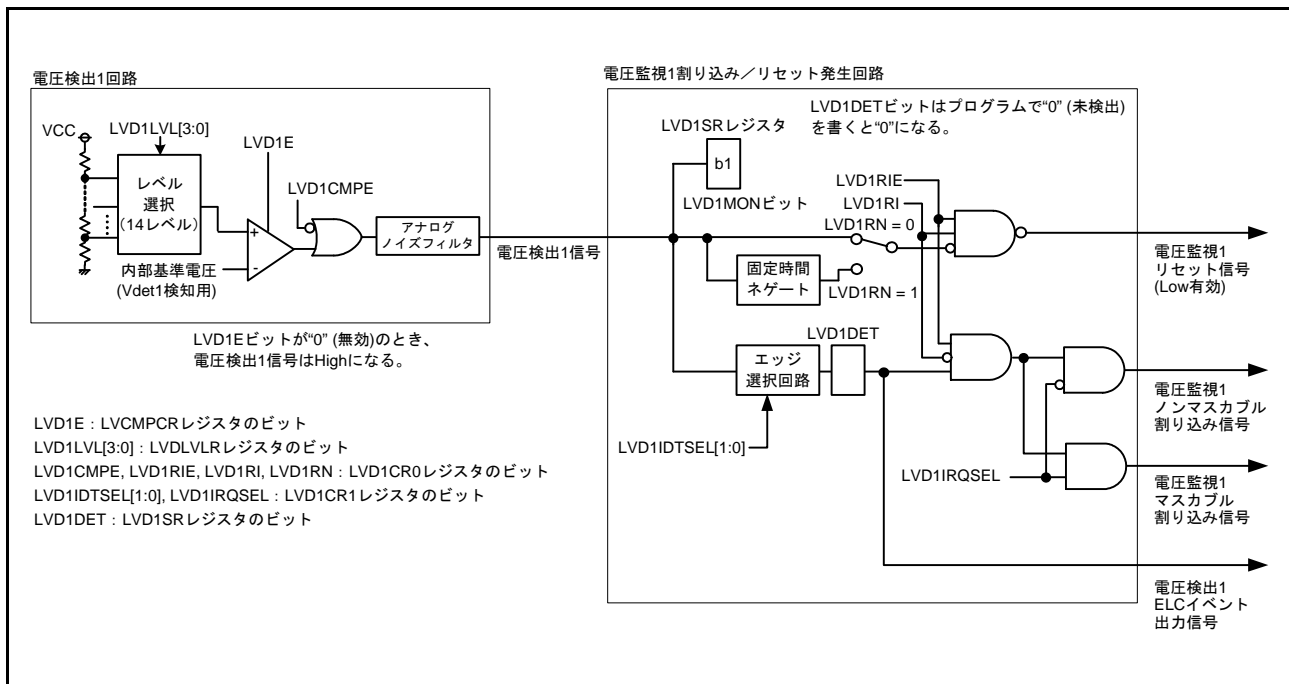 電圧検出1回路
VCC
LVD1LVL[3:0]
LVD1E
LVD1CMPE
レベル
選択
(14レベル)
+
-
内部基準電圧
(Vdet1検知用)
アナログ
ノイズフィルタ
電圧検出1信号
LVD1Eビットが“0” (無効)のとき、
電圧検出1信号はHighになる。
電圧監視1割り込み／リセット発生回路
LVD1DETビットはプログラムで“0” (未検出)
を書くと“0”になる。
LVD1SRレジスタ
b1
LVD1MONビット
LVD1RIE
LVD1RI
LVD1RN = 0
固定時間
ネゲート
LVD1RN = 1
LVD1DET
エッジ
選択回路
LVD1IDTSEL[1:0]
LVD1IRQSEL
電圧監視1
リセット信号
(Low有効)
電圧監視1
ノンマスカブル
割り込み信号
電圧監視1
マスカブル
割り込み信号
電圧検出1
ELCイベント
出力信号
LVD1E : LVCMPCRレジスタのビット
LVD1LVL[3:0] : LVDLVLRレジスタのビット
LVD1CMPE, LVD1RIE, LVD1RI, LVD1RN : LVD1CR0レジスタのビット
LVD1IDTSEL[1:0], LVD1IRQSEL : LVD1CR1レジスタのビット
LVD1DET : LVD1SRレジスタのビット